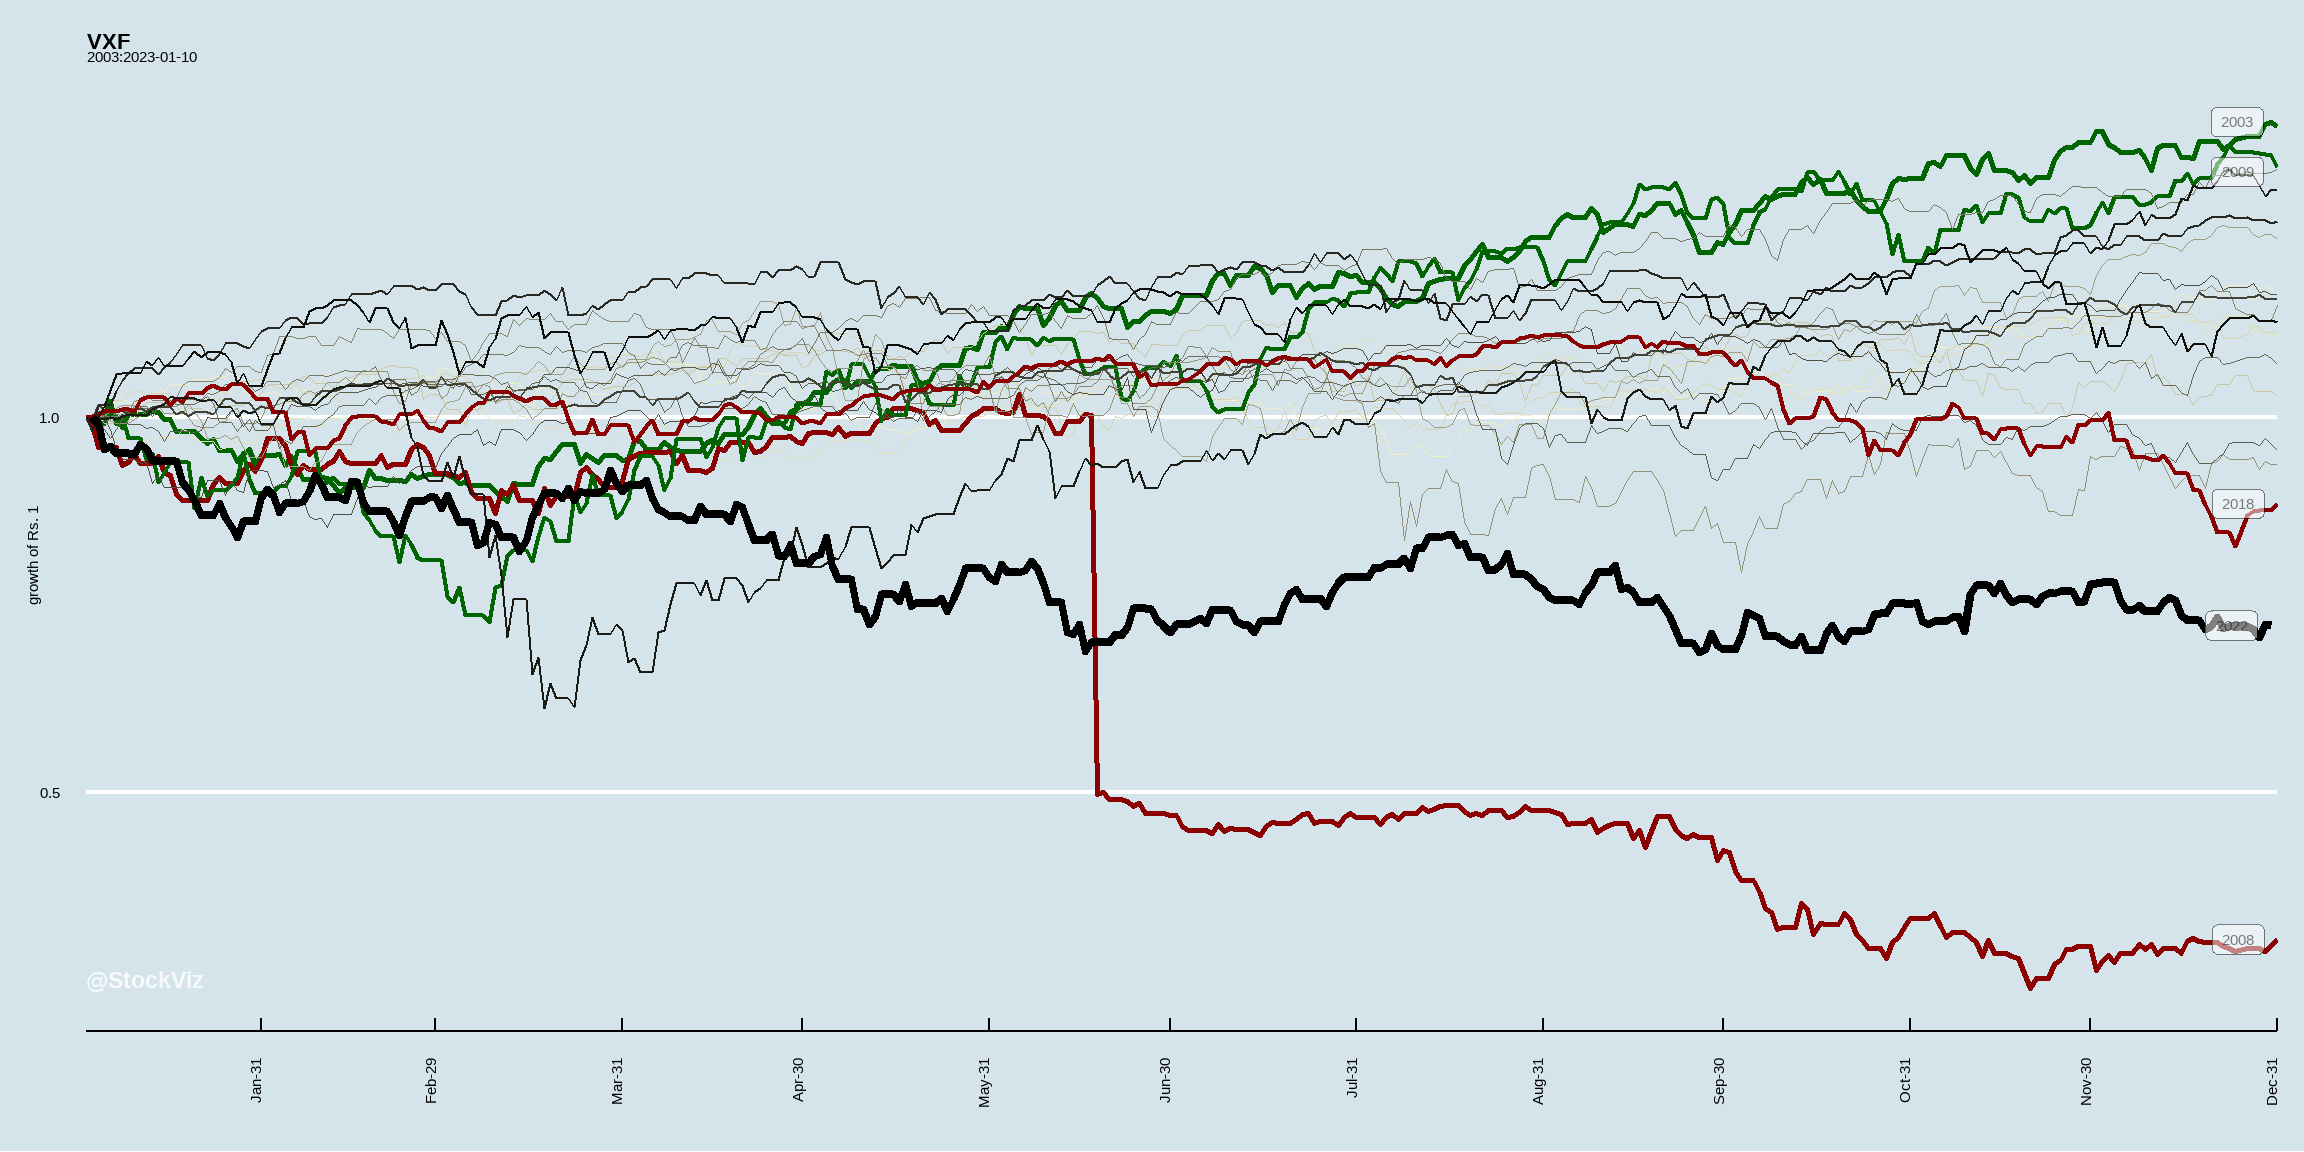 VXF
2003:2023-01-10
2003
2009
1.0
2018
growth of Rs. 1
2022
0.5
2008
@StockViz
Jan-31
Feb-29
Mar-31
Apr-30
May-31
Jun-30
Jul-31
Aug-31
Sep-30
Oct-31
Nov-30
Dec-31